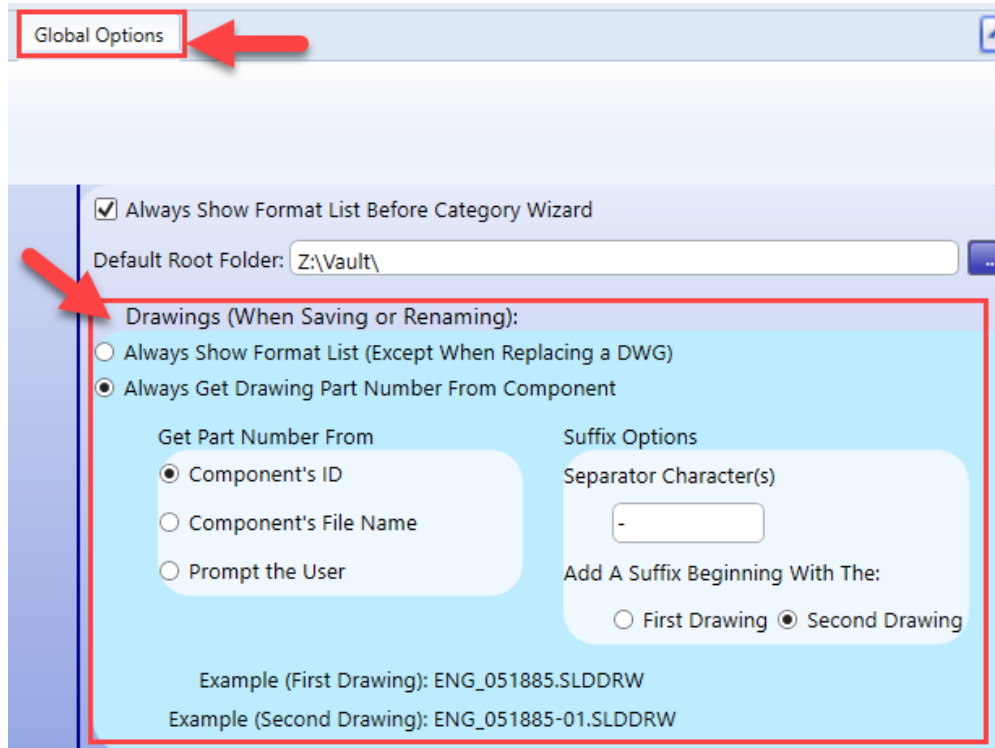 Global Options
Always Show Format List Before Category Wizard
Default Root Folder: Z:\Vault\ ..
Drawings (When Saving or Renaming):
Always Show Format List (Except When Replacing a DWG)
Always Get Drawing Part Number From Component
Get Part Number From
Component's ID
Component's File Name
Prompt the User
Suffix Options
Separator Character(s)
-
Add A Suffix Beginning With The:
First Drawing Second Drawing
Example (First Drawing): ENG_051885.SLDDRW
Example (Second Drawing): ENG_051885-01.SLDDRW